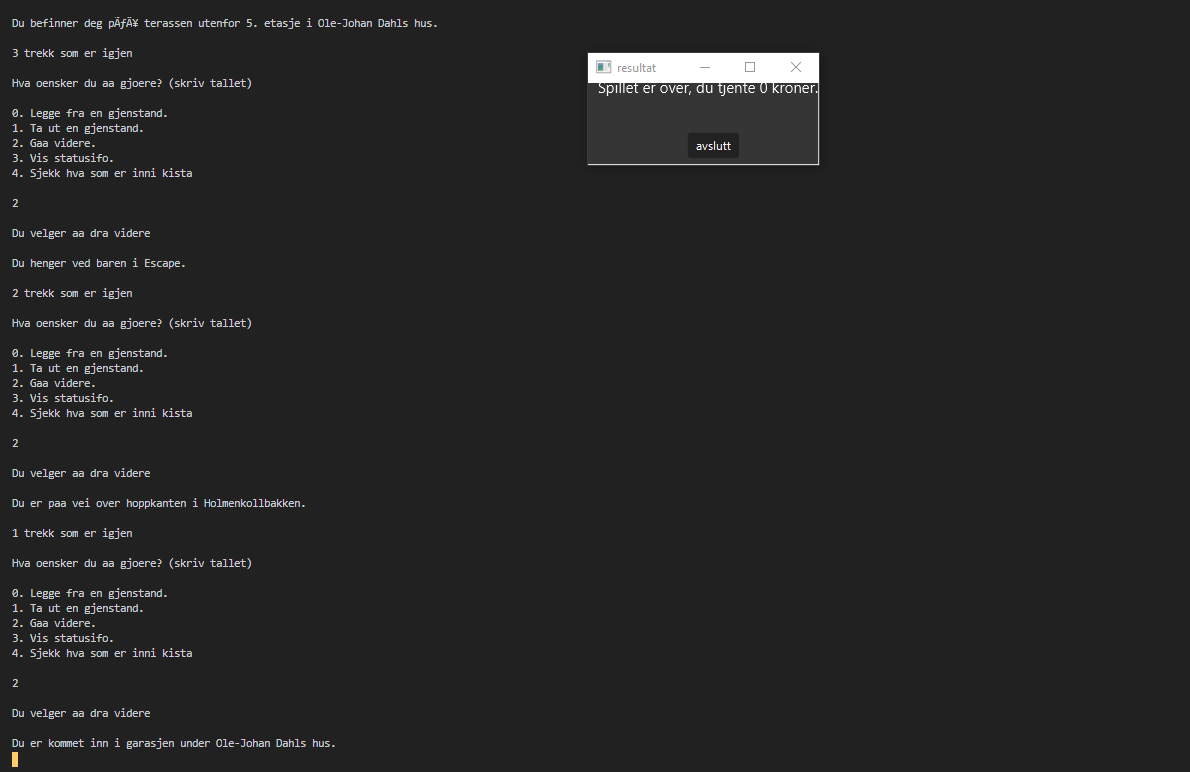 Du befinner deg pÃƒÂ¥ terassen utenfor 5. etasje i Ole-Johan Dahls hus.
3 trekk som er igjen
Hva oensker du aa gjoere? (skriv tallet)
0. Legge fra en gjenstand.
1. Ta ut en gjenstand.
2. Gaa videre.
3. Vis statusifo.
4. Sjekk hva som er inni kista
2
Du velger aa dra videre
Du henger ved baren i Escape.
2 trekk som er igjen
Hva oensker du aa gjoere? (skriv tallet)
0. Legge fra en gjenstand.
1. Ta ut en gjenstand.
2. Gaa videre.
3. Vis statusifo.
4. Sjekk hva som er inni kista
2
Du velger aa dra videre
Du er paa vei over hoppkanten i Holmenkollbakken.
1 trekk som er igjen
Hva oensker du aa gjoere? (skriv tallet)
0. Legge fra en gjenstand.
1. Ta ut en gjenstand.
2. Gaa videre.
3. Vis statusifo.
4. Sjekk hva som er inni kista
2
Du velger aa dra videre
Du er kommet inn i garasjen under Ole-Johan Dahls hus.
resultat
Spillet er over, du tjente 0 kroner.
avslutt